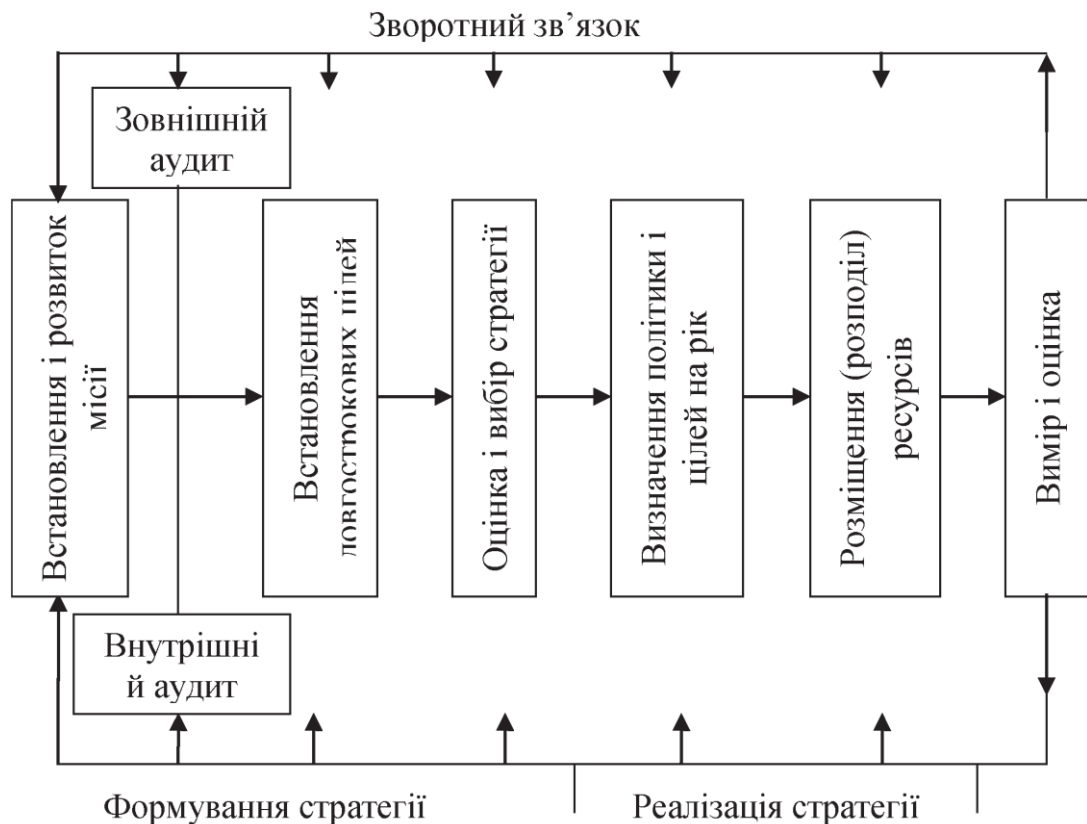 Зворотний зв’язок
Зовнішній
аудит
Встановлення і розвиток
місії
Встановлення
довгострокових цілей
Оцінка і вибір стратегії
Визначення політики і
цілей на рік
Розміщення (розподіл)
ресурсів
Вимір і оцінка
Внутрішні
й аудит
Формування стратегії
Реалізація стратегії